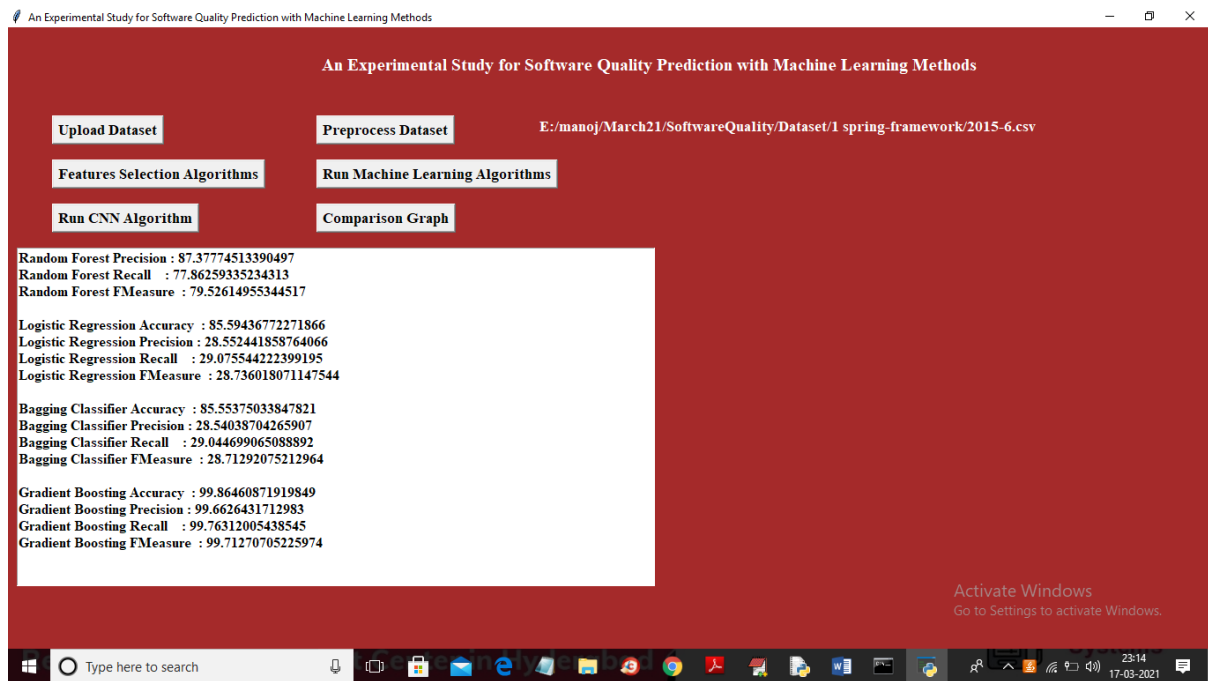 An Experimental Study for Software Quality Prediction with Machine Learning Methods
An Experimental Study for Software Quality Prediction with Machine Learning Methods
Upload Dataset
Preprocess Dataset
E:/manoj/March21/SoftwareQuality/Dataset/1 spring-framework/2015-6.csv
Features Selection Algorithms
Run Machine Learning Algorithms
Run CNN Algorithm
Comparison Graph
Random Forest Precision : 87.37774513390497
Random Forest Recall : 77.86259335234313
Random Forest FMeasure : 79.52614955344517
Logistic Regression Accuracy : 85.59436772271866
Logistic Regression Precision : 28.552441858764066
Logistic Regression Recall : 29.075544222399195
Logistic Regression FMeasure : 28.736018071147544
Bagging Classifier Accuracy : 85.55375033847821
Bagging Classifier Precision : 28.54038704265907
Bagging Classifier Recall : 29.044699065088892
Bagging Classifier FMeasure : 28.71292075212964
Gradient Boosting Accuracy : 99.86460871919849
Gradient Boosting Precision : 99.6626431712983
Gradient Boosting Recall : 99.76312005438545
Gradient Boosting FMeasure : 99.71270705225974
Activate Windows
Go to Settings to activate Windows.
Type here to search
23:14
17-03-2021